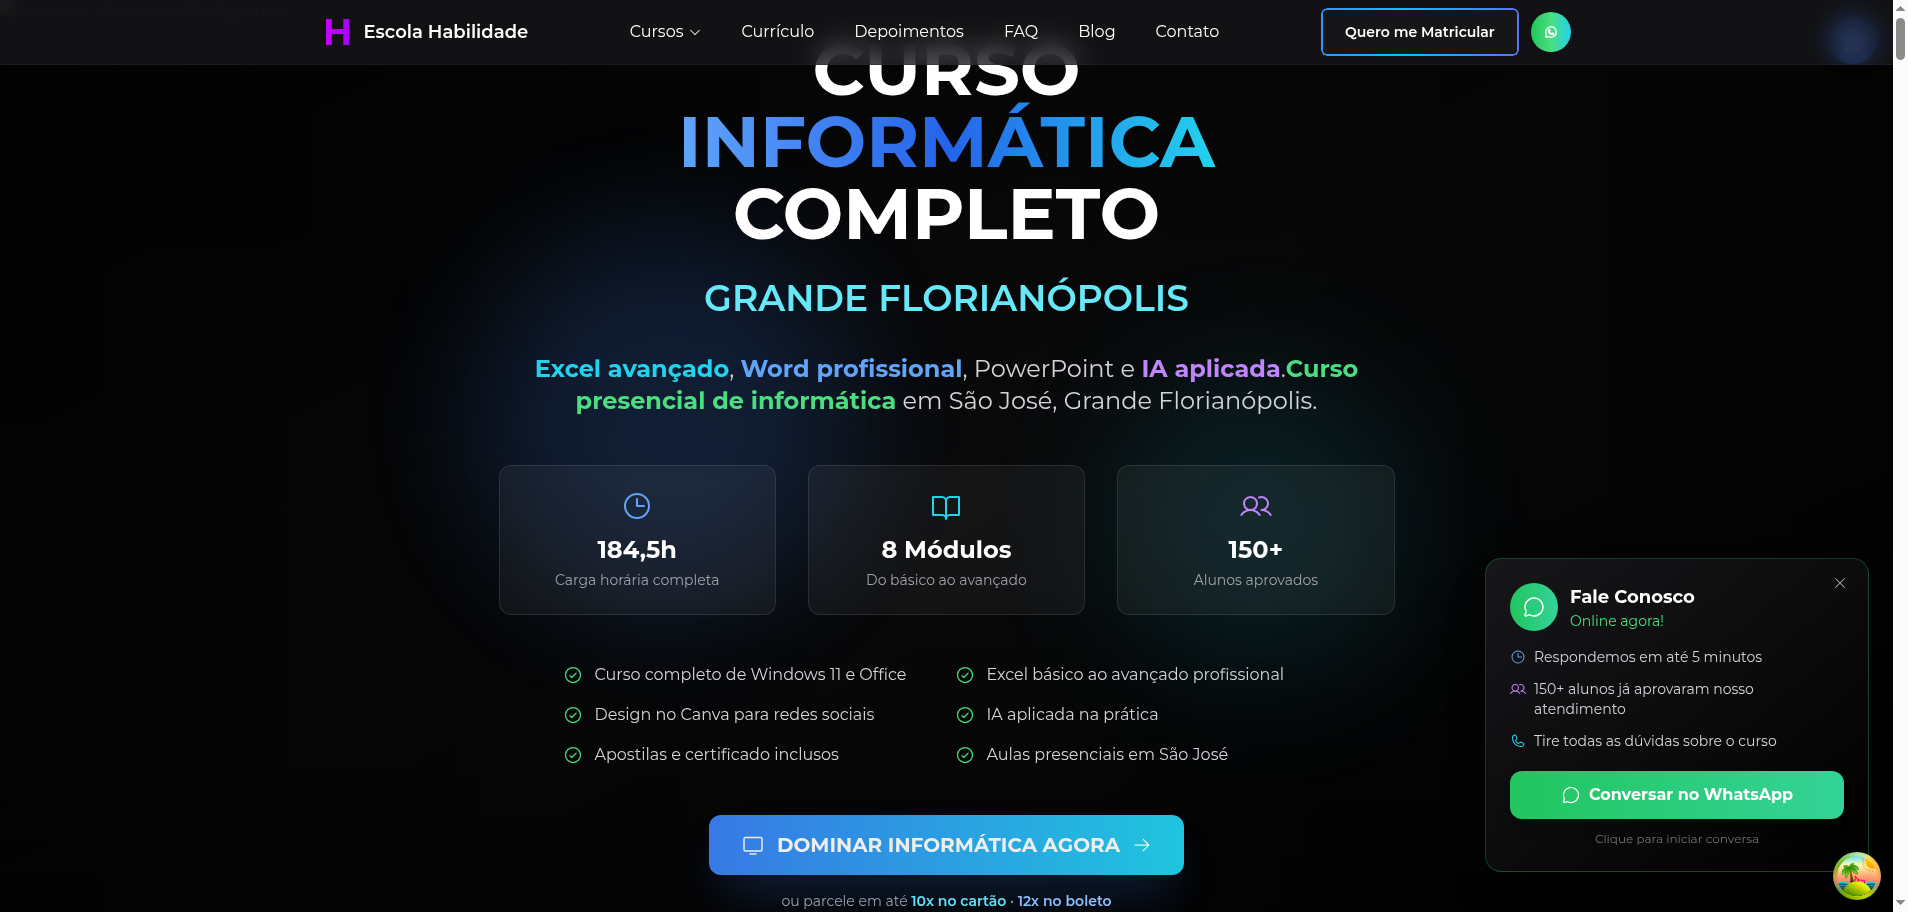 Escola Habilidade
Cursos
Currículo
Depoimentos
FAQ
Blog
Contato
Quero me Matricular
CURSO
INFORMÁTICA
COMPLETO
GRANDE FLORIANÓPOLIS
Excel avançado, Word profissional, PowerPoint e IA aplicada.Curso
presencial de informática em São José, Grande Florianópolis.
184,5h
Carga horária completa
8 Módulos
Do básico ao avançado
150+
Alunos aprovados
Curso completo de Windows 11 e Office
Excel básico ao avançado profissional
Design no Canva para redes sociais
IA aplicada na prática
Apostilas e certificado inclusos
Aulas presenciais em São José
DOMINAR INFORMÁTICA AGORA
ou parcele em até 10x no cartão · 12x no boleto
Fale Conosco
Online agora!
Respondemos em até 5 minutos
150+ alunos já aprovaram nosso
atendimento
Tire todas as dúvidas sobre o curso
Conversar no WhatsApp
Clique para iniciar conversa